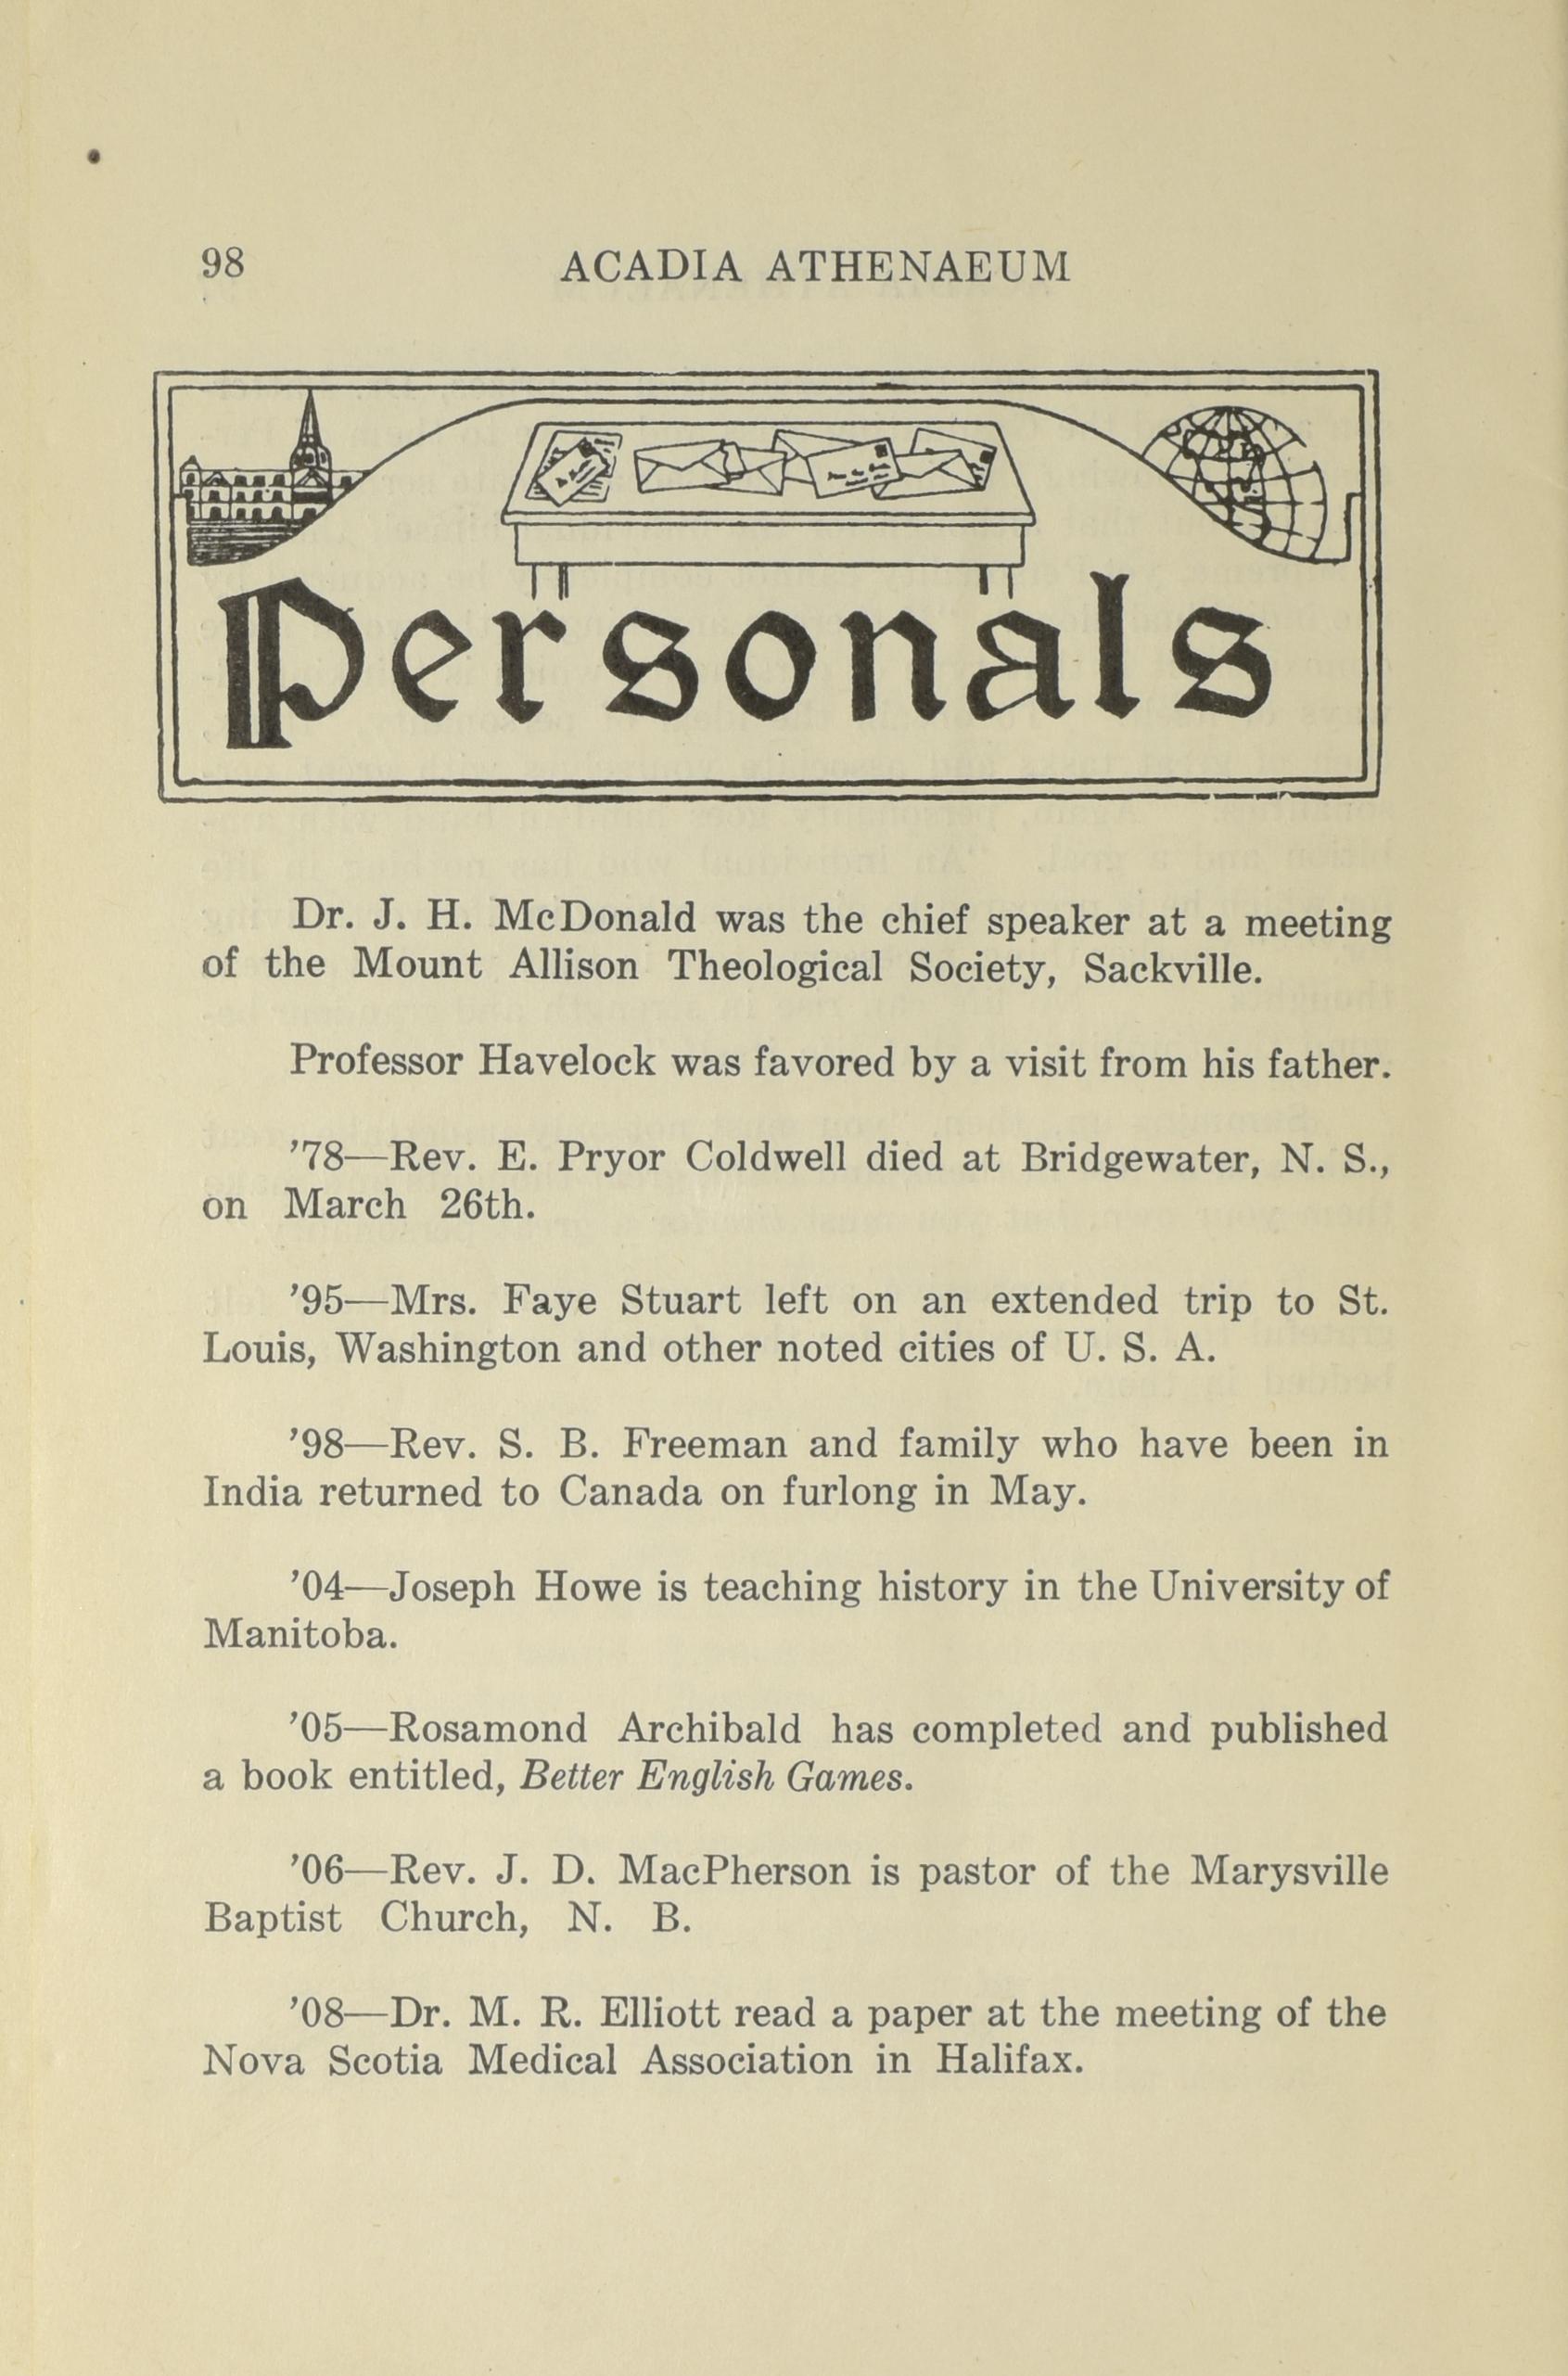 98 ACADIA ATHENAEUM
Personals
Dr. J. H. McDonald was the chief speaker at a meeting
of the Mount Allison Theological Society, Sackville.
Professor Havelock was favored by a visit from his father.
’78—Rev. E. Pryor Coldwell died at Bridgewater, N. S.,
on March 26th.
’95—Mrs. Faye Stuart left on an extended trip to St.
Louis, Washington and other noted cities of U. S. A.
’98—Rev. S. B. Freeman and family who have been in
India returned to Canada on furlong in May.
’04—Joseph Howe is teaching history in the University of
Manitoba.
’05—Rosamond Archibald has completed and published
a book entitled, Better English Games.
’06—Rev. J. D. MacPherson is pastor of the Marysville
Baptist Church, N. B.
’08—Dr. M. R. Elliott read a paper at the meeting of the
Nova Scotia Medical Association in Halifax.